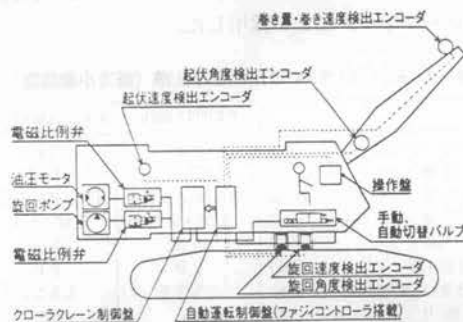 巻き量・巻き速度検出エンコーダ
起伏角度検出エンコーダ
起伏速度検出エンコーダ
電磁比例弁
油圧モータ
旋回ポンプ
電磁比例弁
操作盤
手動、
自動切替バルブ
旋回速度検出エンコーダ
旋回角度検出エンコーダ
クローラクレーン制御盤
自動運転制御盤(ファジィコントローラ搭載)